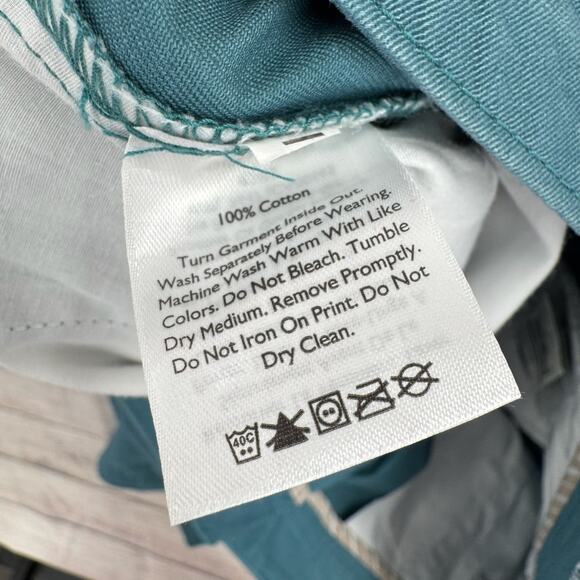 100% Cotton
Turn Garment Inside Out.
Wash Separately Before Wearing.
Machine Wash Warm With Like
Colors. Do Not Bleach. Tumble
Dry Medium. Remove Promptly.
Do Not Iron On Print. Do Not
Dry Clean.
40C